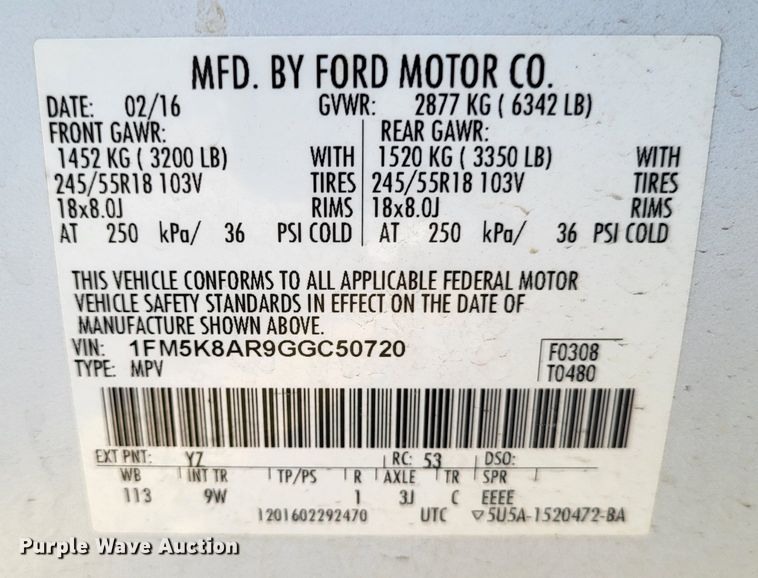 MFD. BY FORD MOTOR CO.
DATE: 02/16 GVWR: 2877 KG ( 6342 LB)
FRONT GAWR: REAR GAWR:
1452 KG ( 3200 LB) WITH 1520 KG ( 3350 LB) WITH
245/55R18 103V TIRES 245/55R18 103V TIRES
18x8.0J RIMS 18x8.0J RIMS
AT 250 kPa/ 36 PSI COLD AT 250 kPa/ 36 PSI COLD
THIS VEHICLE CONFORMS TO ALL APPLICABLE FEDERAL MOTOR
VEHICLE SAFETY STANDARDS IN EFFECT ON THE DATE OF
MANUFACTURE SHOWN ABOVE.
VIN: 1FM5K8AR9GGC50720 F0308
TYPE: MPV T0480
EXT PNT: YZ RC: 53 DSO:
WB INT TR TP/PS R AXLE TR SPR
113 9W 1 3J C EEEE
1201602292470 UTC ▽5U5A-1520472-BA
Purple Wave Auction